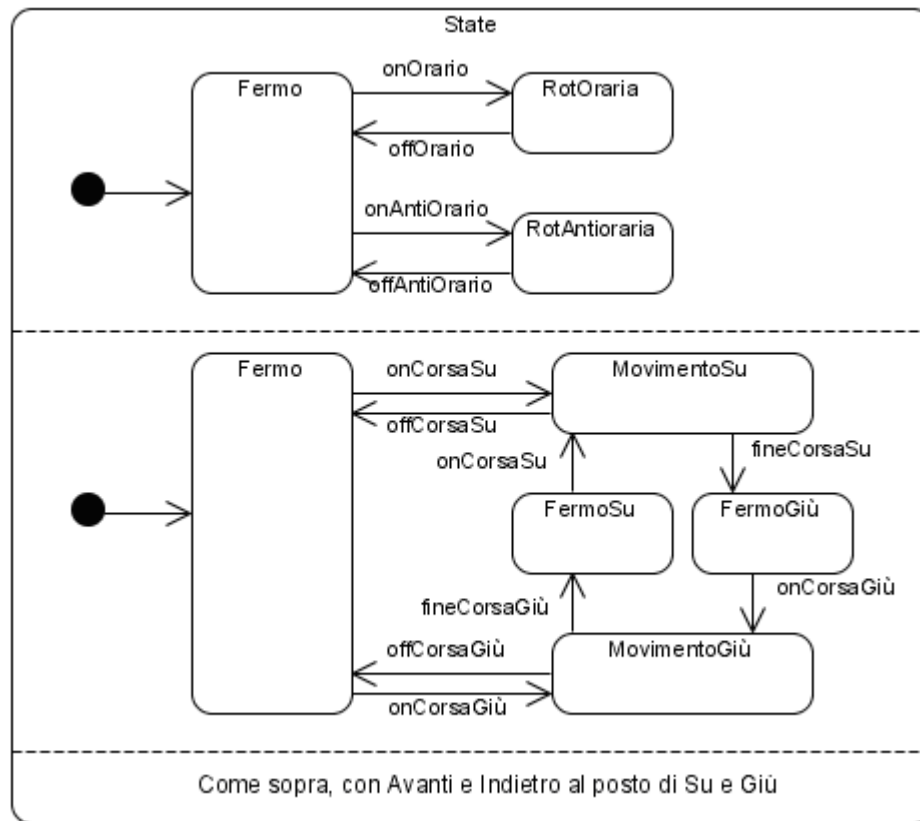 State
Fermo
onOrario
RotOraria
offOrario
onAntiOrario
RotAntioraria
offAntiOrario
Fermo
onCorsaSu
MovimentoSu
offCorsaSu
onCorsaSu
fineCorsaSu
FermoSu
FermoGiù
fineCorsaGiù
onCorsaGiù
offCorsaGiù
MovimentoGiù
onCorsaGiù
Come sopra, con Avanti e Indietro al posto di Su e Giù